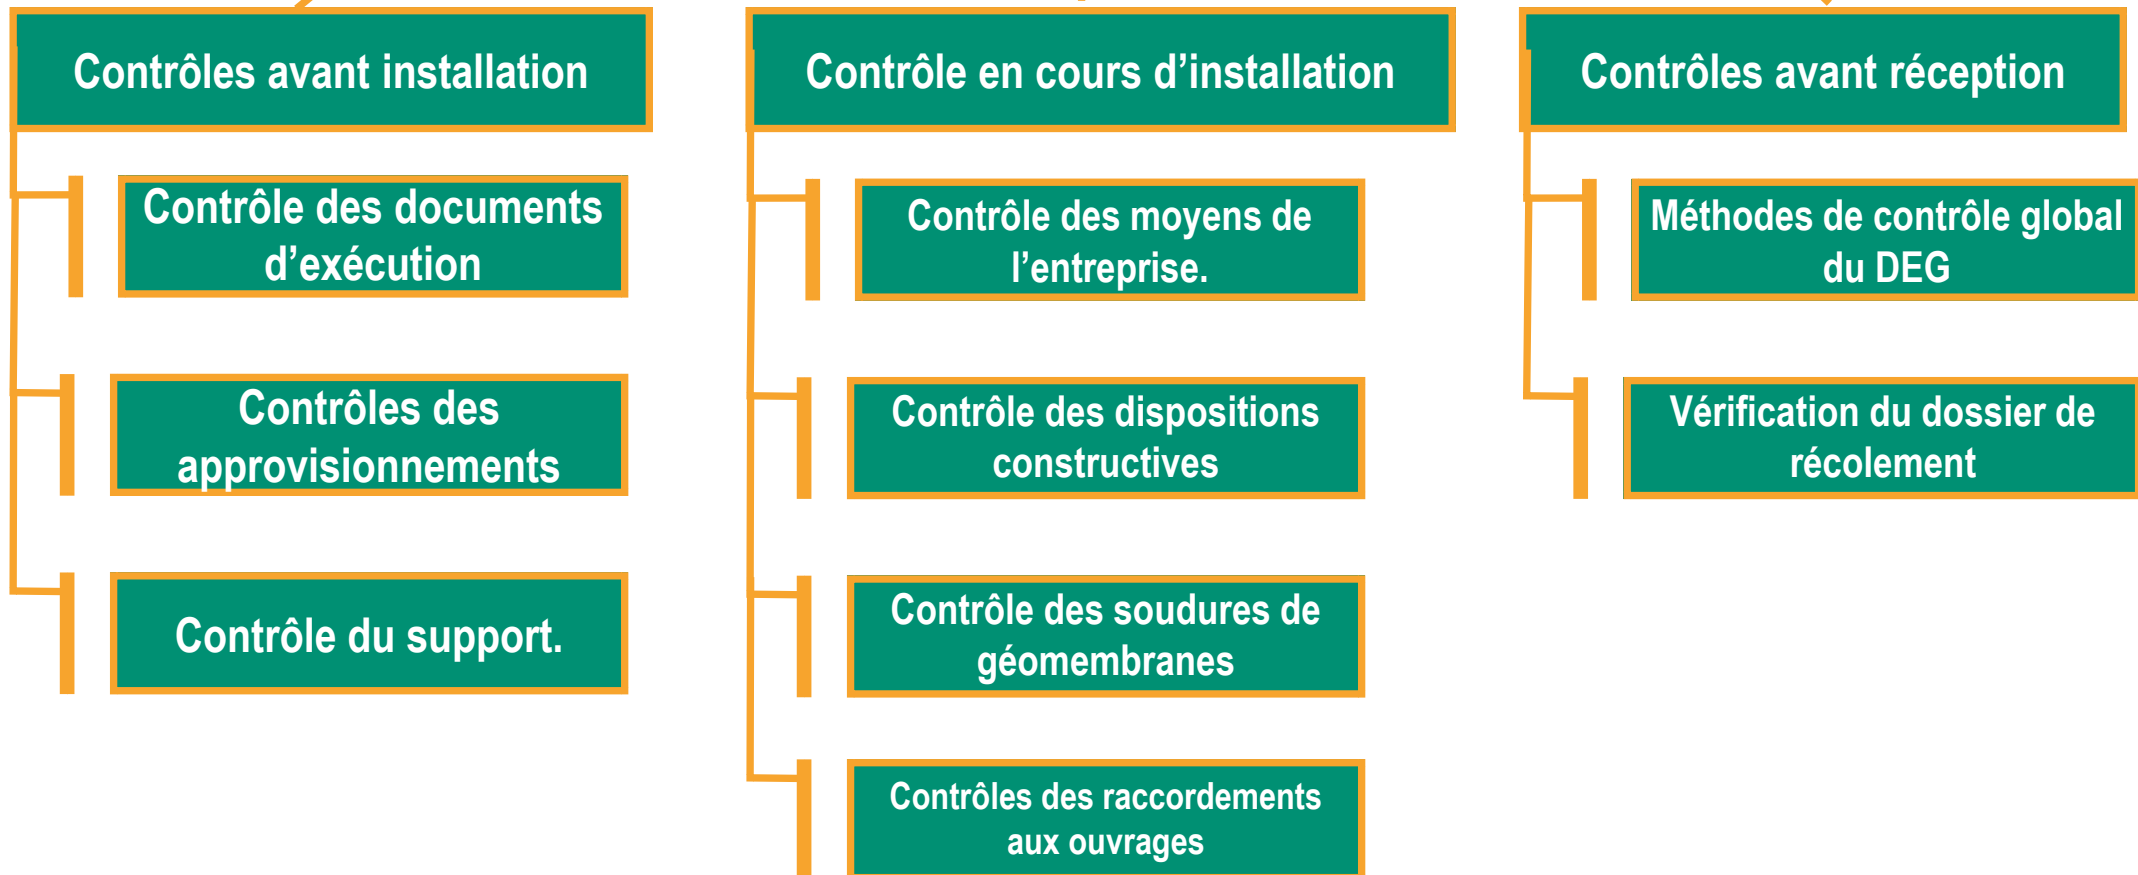 Contrôles avant installation
Contrôle des documents
d’exécution
Contrôles des
approvisionnements
Contrôle du support.
Contrôle en cours d’installation
Contrôle des moyens de
l’entreprise.
Contrôle des dispositions
constructives
Contrôle des soudures de
géomembranes
Contrôles des raccordements
aux ouvrages
Contrôles avant réception
Méthodes de contrôle global
du DEG
Vérification du dossier de
récolement